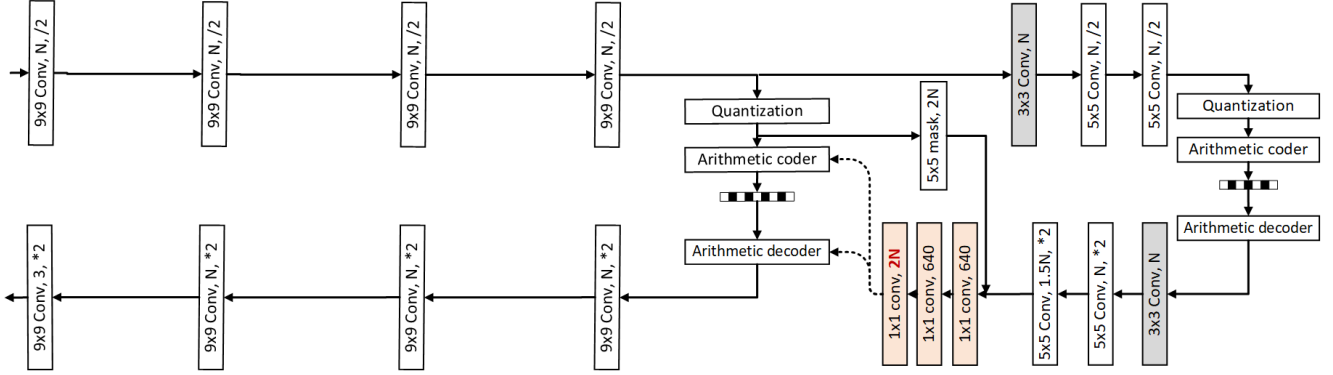 9x9 Conv, N, /2
9x9 Conv, N, /2
9x9 Conv, N, /2
9x9 Conv, N, /2
3x3 Conv, N
5x5 Conv, N, /2
5x5 Conv, N, /2
Quantization
Arithmetic coder
Arithmetic decoder
5x5 mask, 2N
Quantization
Arithmetic coder
Arithmetic decoder
9x9 Conv, 3, *2
9x9 Conv, N, *2
9x9 Conv, N, *2
9x9 Conv, N, *2
1x1 conv, 2N
1x1 conv, 640
1x1 conv, 640
5x5 Conv, 1.5N, *2
5x5 Conv, N, *2
3x3 Conv, N